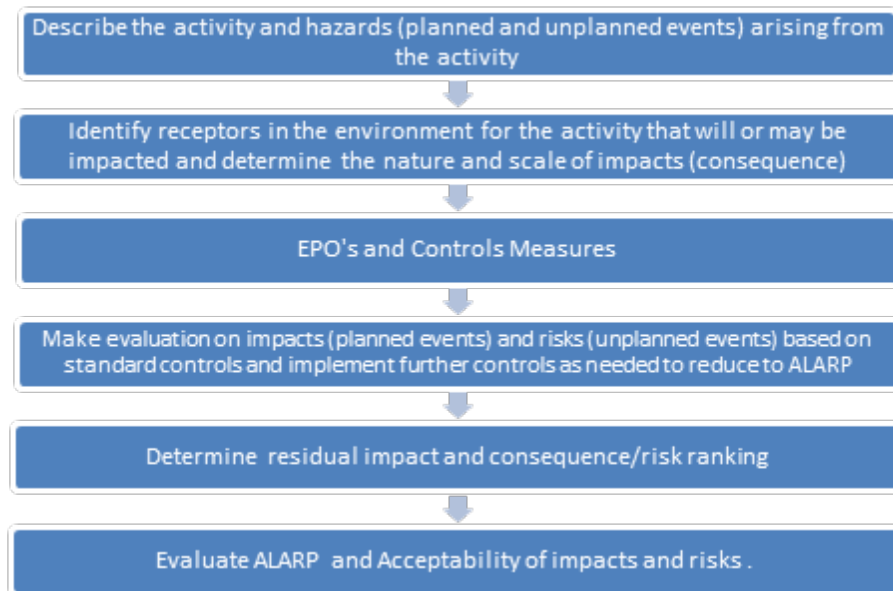 Describe the activity and hazards (planned and unplanned events) arising from
the activity
Identify receptors in the environment for the activity that will or may be
impacted and determine the nature and scale of impacts (consequence)
EPO's and Controls Measures
Make evaluation on impacts (planned events) and risks (unplanned events) based on
standard controls and implement further controls as needed to reduce to ALARP
Determine residual impact and consequence/risk ranking
Evaluate ALARP and Acceptability of impacts and risks .